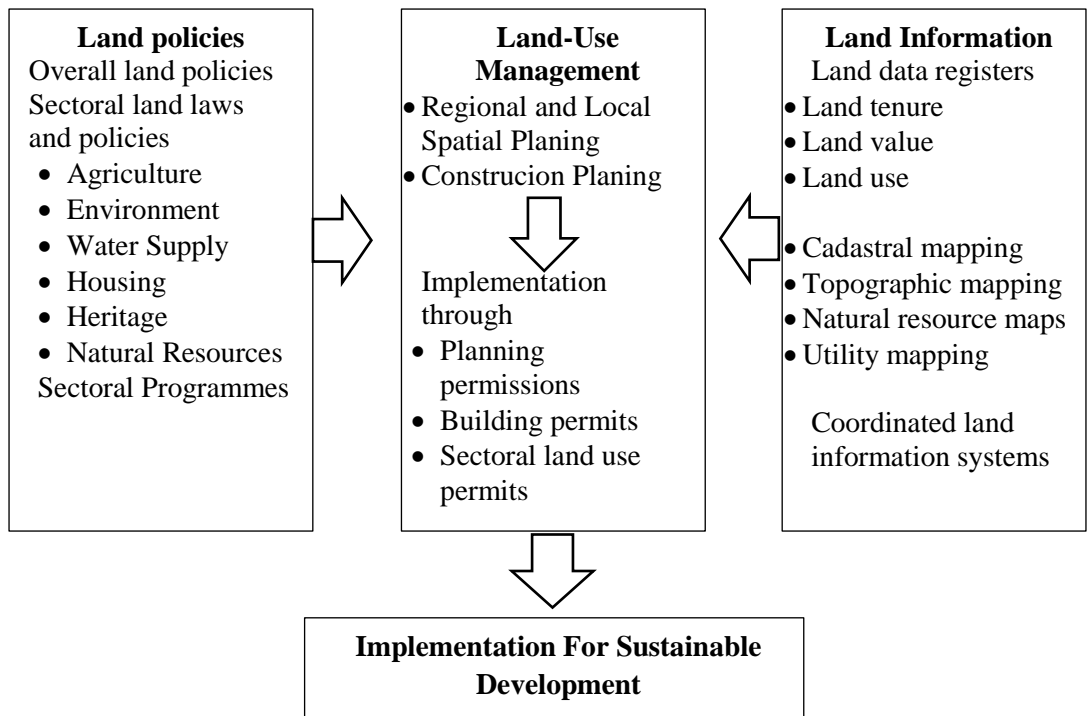 Land policies
Overall land policies
Sectoral land laws
and policies
• Agriculture
• Environment
• Water Supply
• Housing
• Heritage
• Natural Resources
Sectoral Programmes
Land-Use
Management
• Regional and Local
Spatial Planing
• Construcion Planing
Implementation
through
• Planning
permissions
• Building permits
• Sectoral land use
permits
Land Information
Land data registers
• Land tenure
• Land value
• Land use
• Cadastral mapping
• Topographic mapping
• Natural resource maps
• Utility mapping
Coordinated land
information systems
Implementation For Sustainable
Development